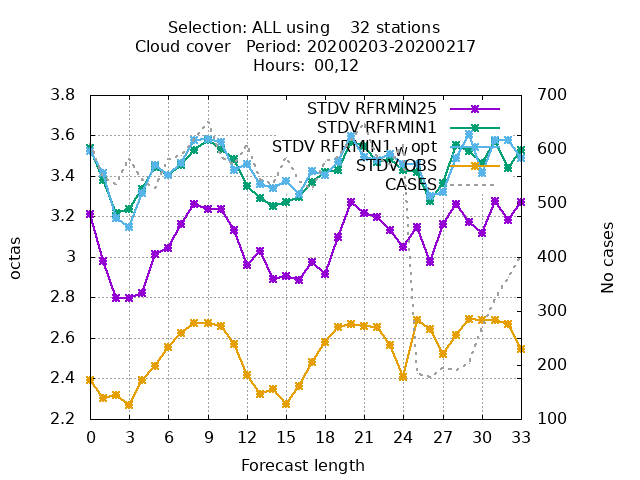 Selection: ALL using    32 stations
Cloud cover   Period: 20200203-20200217
Hours:  00,12
3.8
3.6
3.4
3.2
3
2.8
2.6
2.4
2.2
octas
700
600
500
400
300
200
100
No cases
STDV RFRMIN25
STDV RFRMIN1
STDV RFRMIN1_w opt
STDV OBS
CASES
0 3 6 9 12 15 18 21 24 27 30 33
Forecast length